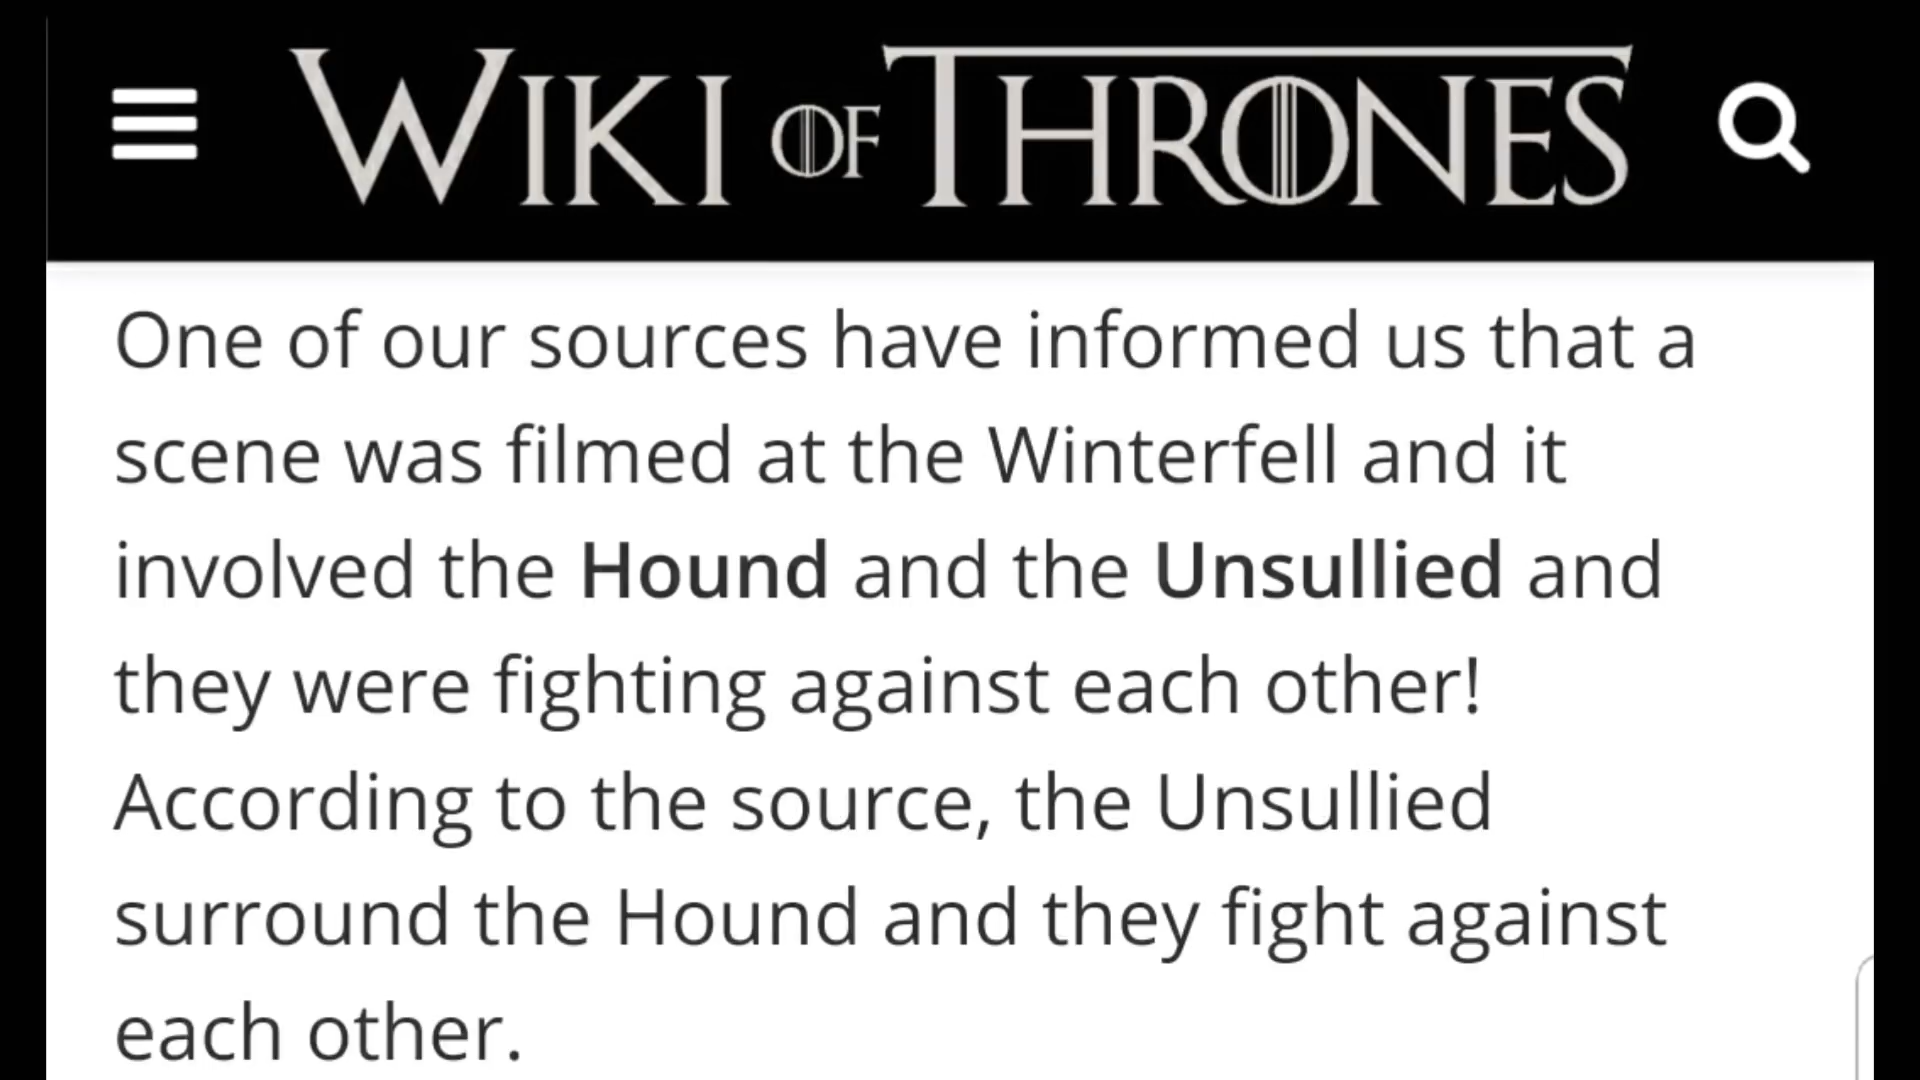 WIKI OF THRONES
One of our sources have informed us that a
scene was filmed at the Winterfell and it
involved the Hound and the Unsullied and
they were fighting against each other!
According to the source, the Unsullied
surround the Hound and they fight against
each other.